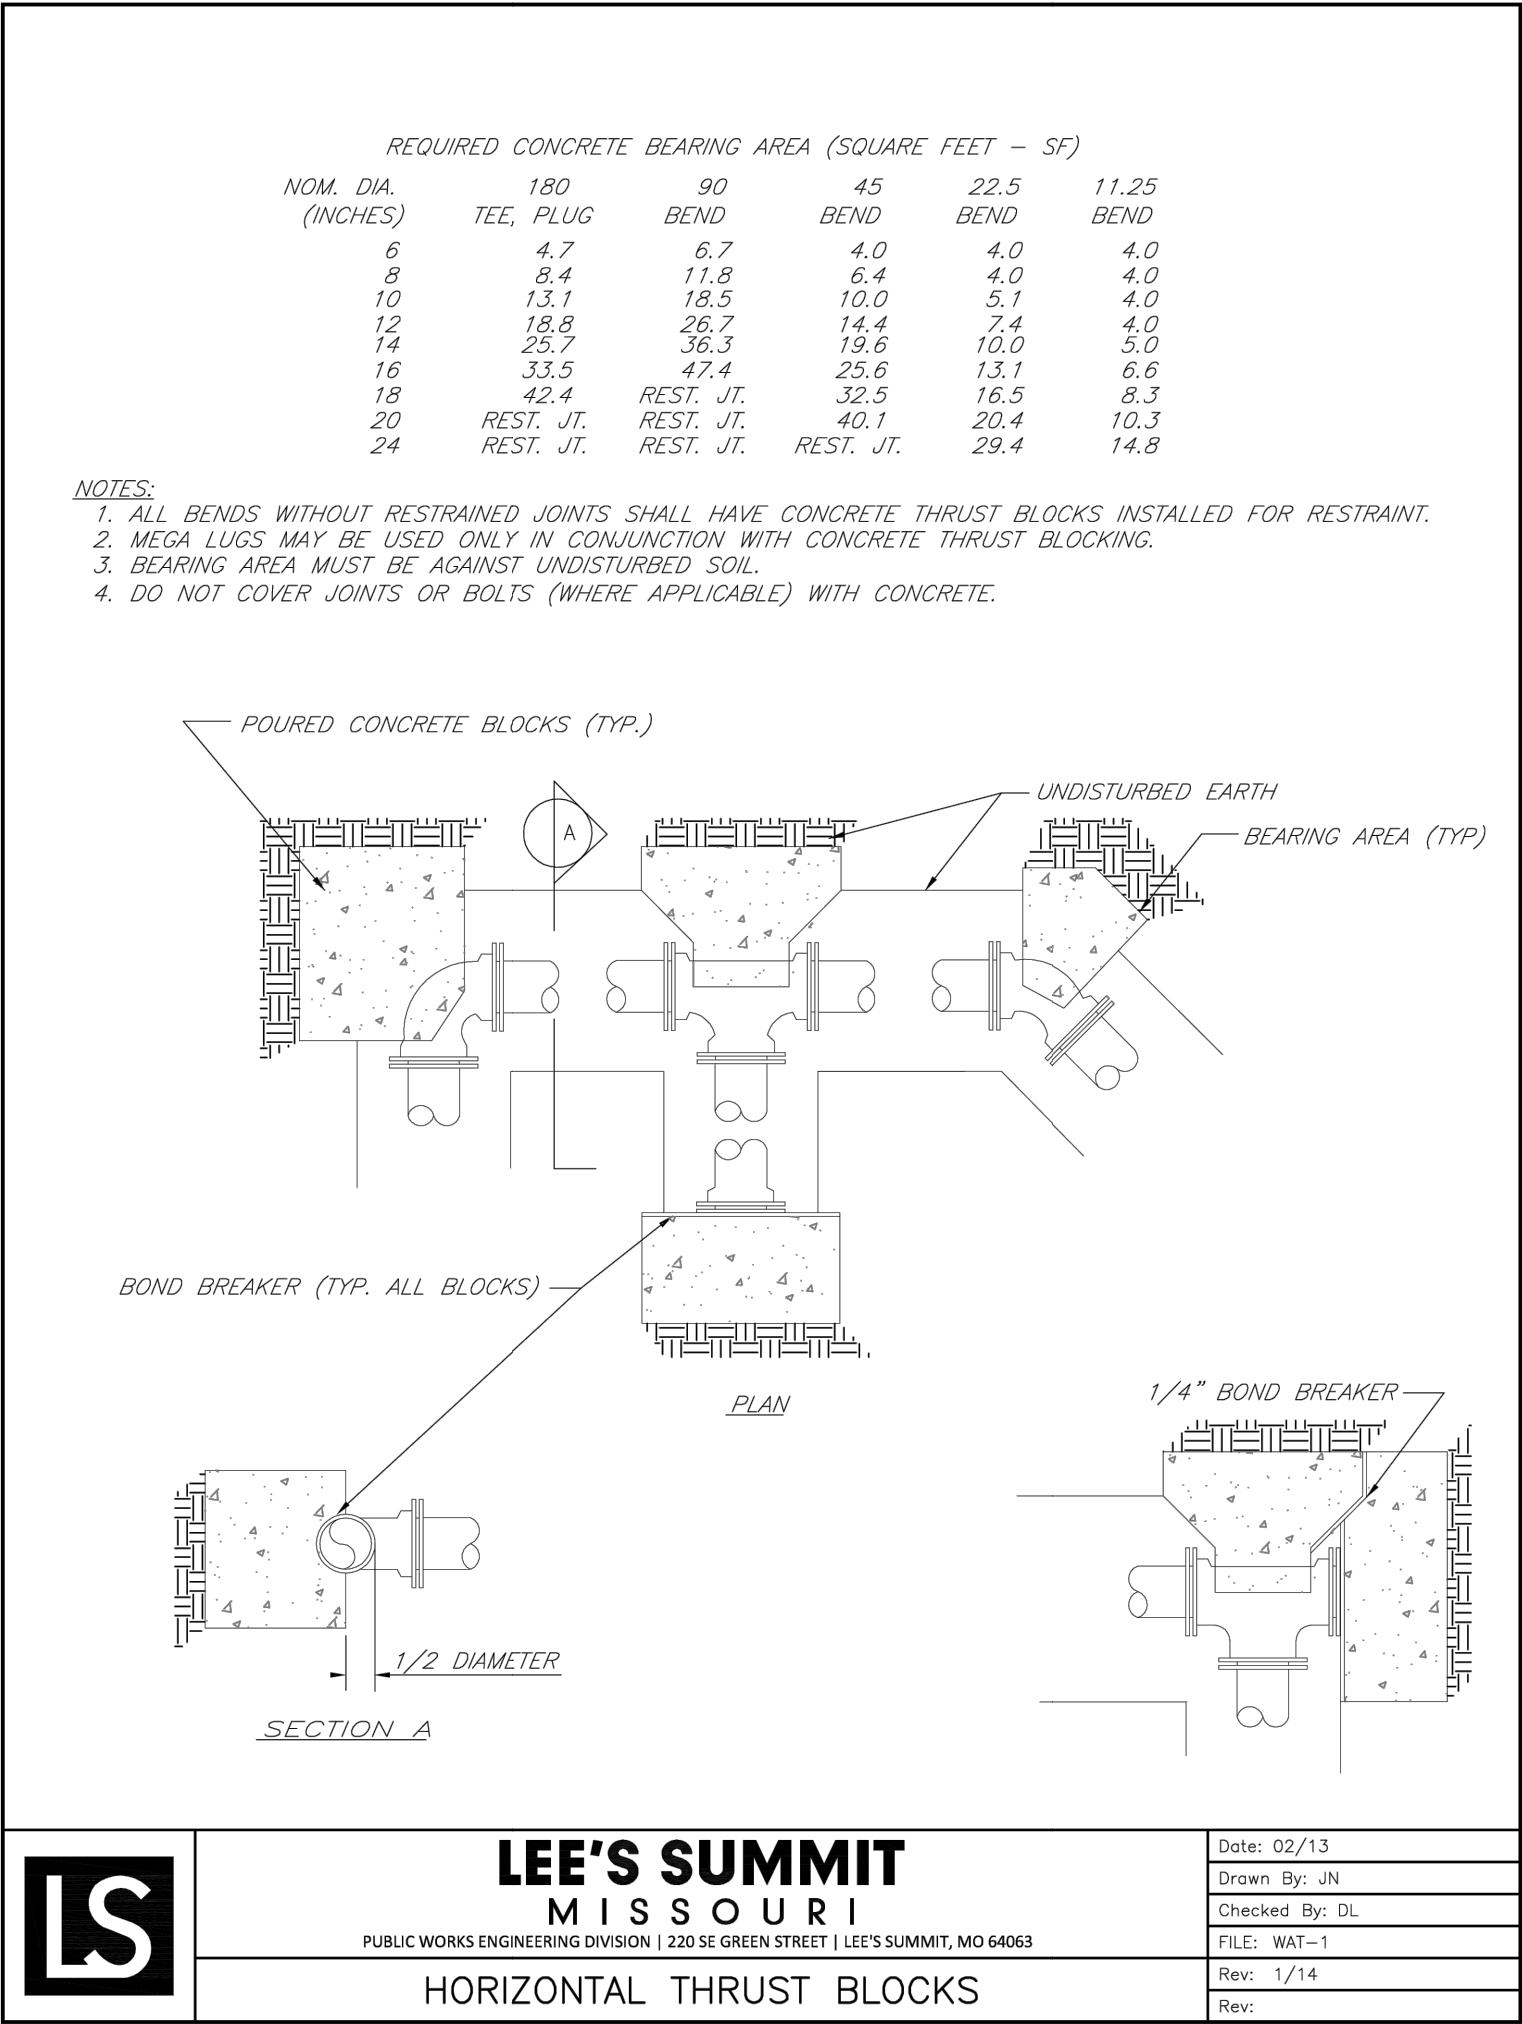 REQUIRED CONCRETE BEARING AREA (SQUARE FEET – SF)
NOM. DIA. 180 90 45 22.5 11.25
(INCHES) TEE, PLUG BEND BEND BEND BEND
6 4.7 6.7 4.0 4.0 4.0
8 8.4 11.8 6.4 4.0 4.0
10 13.1 18.5 10.0 5.1 4.0
12 18.8 26.7 14.4 7.4 4.0
14 25.7 36.3 19.6 10.0 5.0
16 33.5 47.4 25.6 13.1 6.6
18 42.4 REST. JT. 32.5 16.5 8.3
20 REST. JT. REST. JT. 40.1 20.4 10.3
24 REST. JT. REST. JT. REST. JT. 29.4 14.8
NOTES:
1. ALL BENDS WITHOUT RESTRAINED JOINTS SHALL HAVE CONCRETE THRUST BLOCKS INSTALLED FOR RESTRAINT.
2. MEGA LUGS MAY BE USED ONLY IN CONJUNCTION WITH CONCRETE THRUST BLOCKING.
3. BEARING AREA MUST BE AGAINST UNDISTURBED SOIL.
4. DO NOT COVER JOINTS OR BOLTS (WHERE APPLICABLE) WITH CONCRETE.
POURED CONCRETE BLOCKS (TYP.)
UNDISTURBED EARTH
A
BEARING AREA (TYP)
BOND BREAKER (TYP. ALL BLOCKS)
PLAN
1/4" BOND BREAKER
1/2 DIAMETER
SECTION A
LS
LEE'S SUMMIT
MISSOURI
PUBLIC WORKS ENGINEERING DIVISION | 220 SE GREEN STREET | LEE'S SUMMIT, MO 64063
HORIZONTAL THRUST BLOCKS
Date: 02/13
Drawn By: JN
Checked By: DL
FILE: WAT-1
Rev: 1/14
Rev: